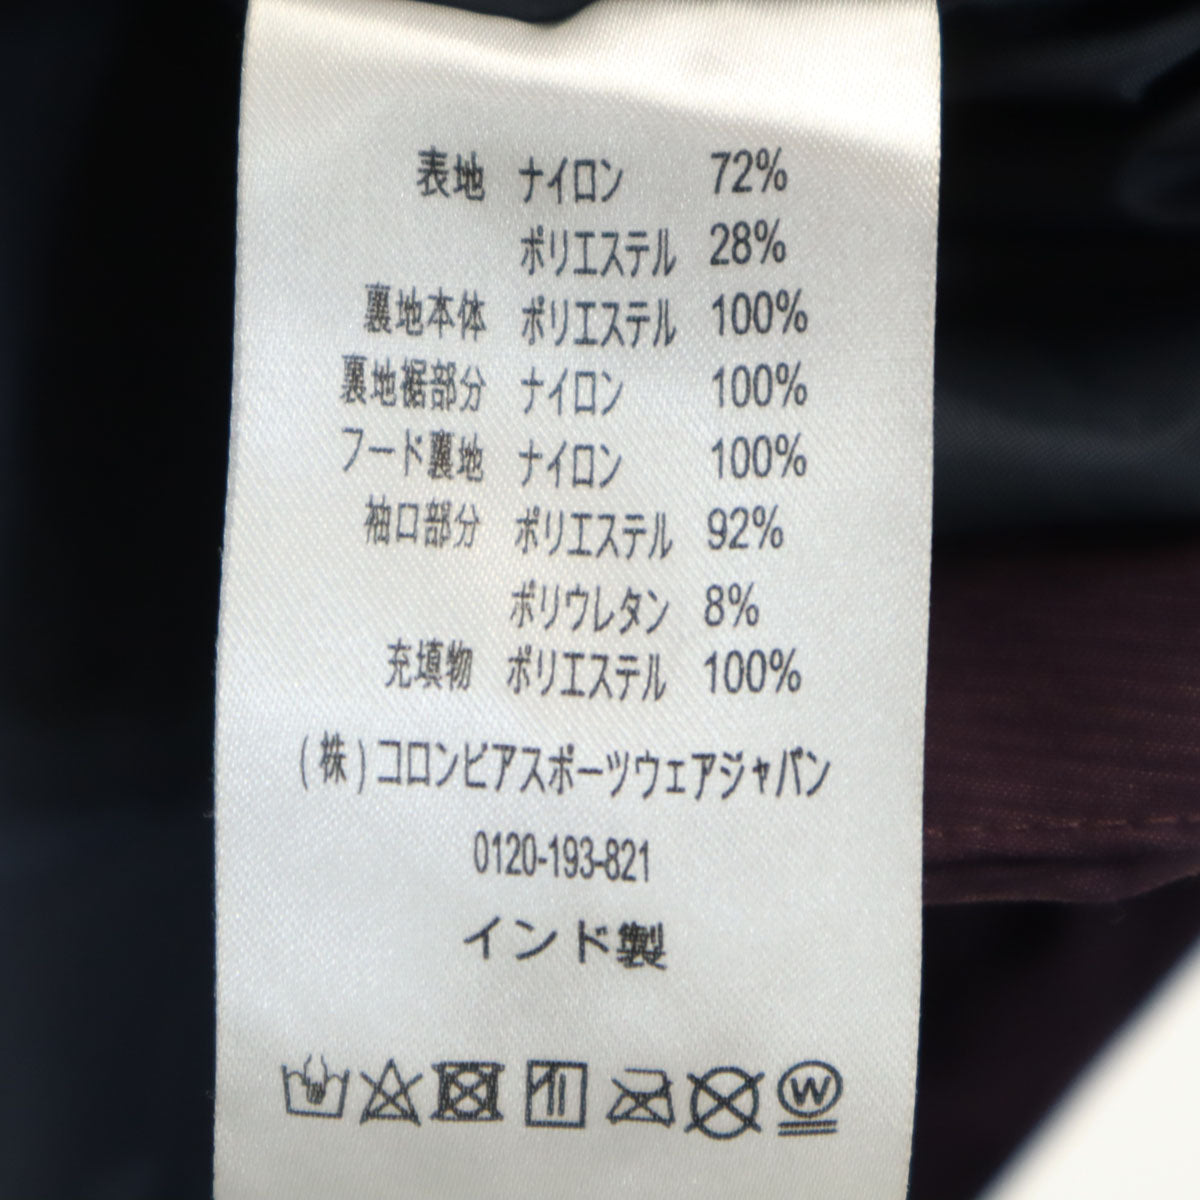 表地 ナイロン 72%
ポリエステル 28%
裏地本体 ポリエステル 100%
裏地裾部分 ナイロン 100%
フード裏地 ナイロン 100%
袖口部分 ポリエステル 92%
ポリウレタン 8%
充填物 ポリエステル 100%
(株)コロンビアスポーツウェアジャパン
0120-193-821
インド製
W